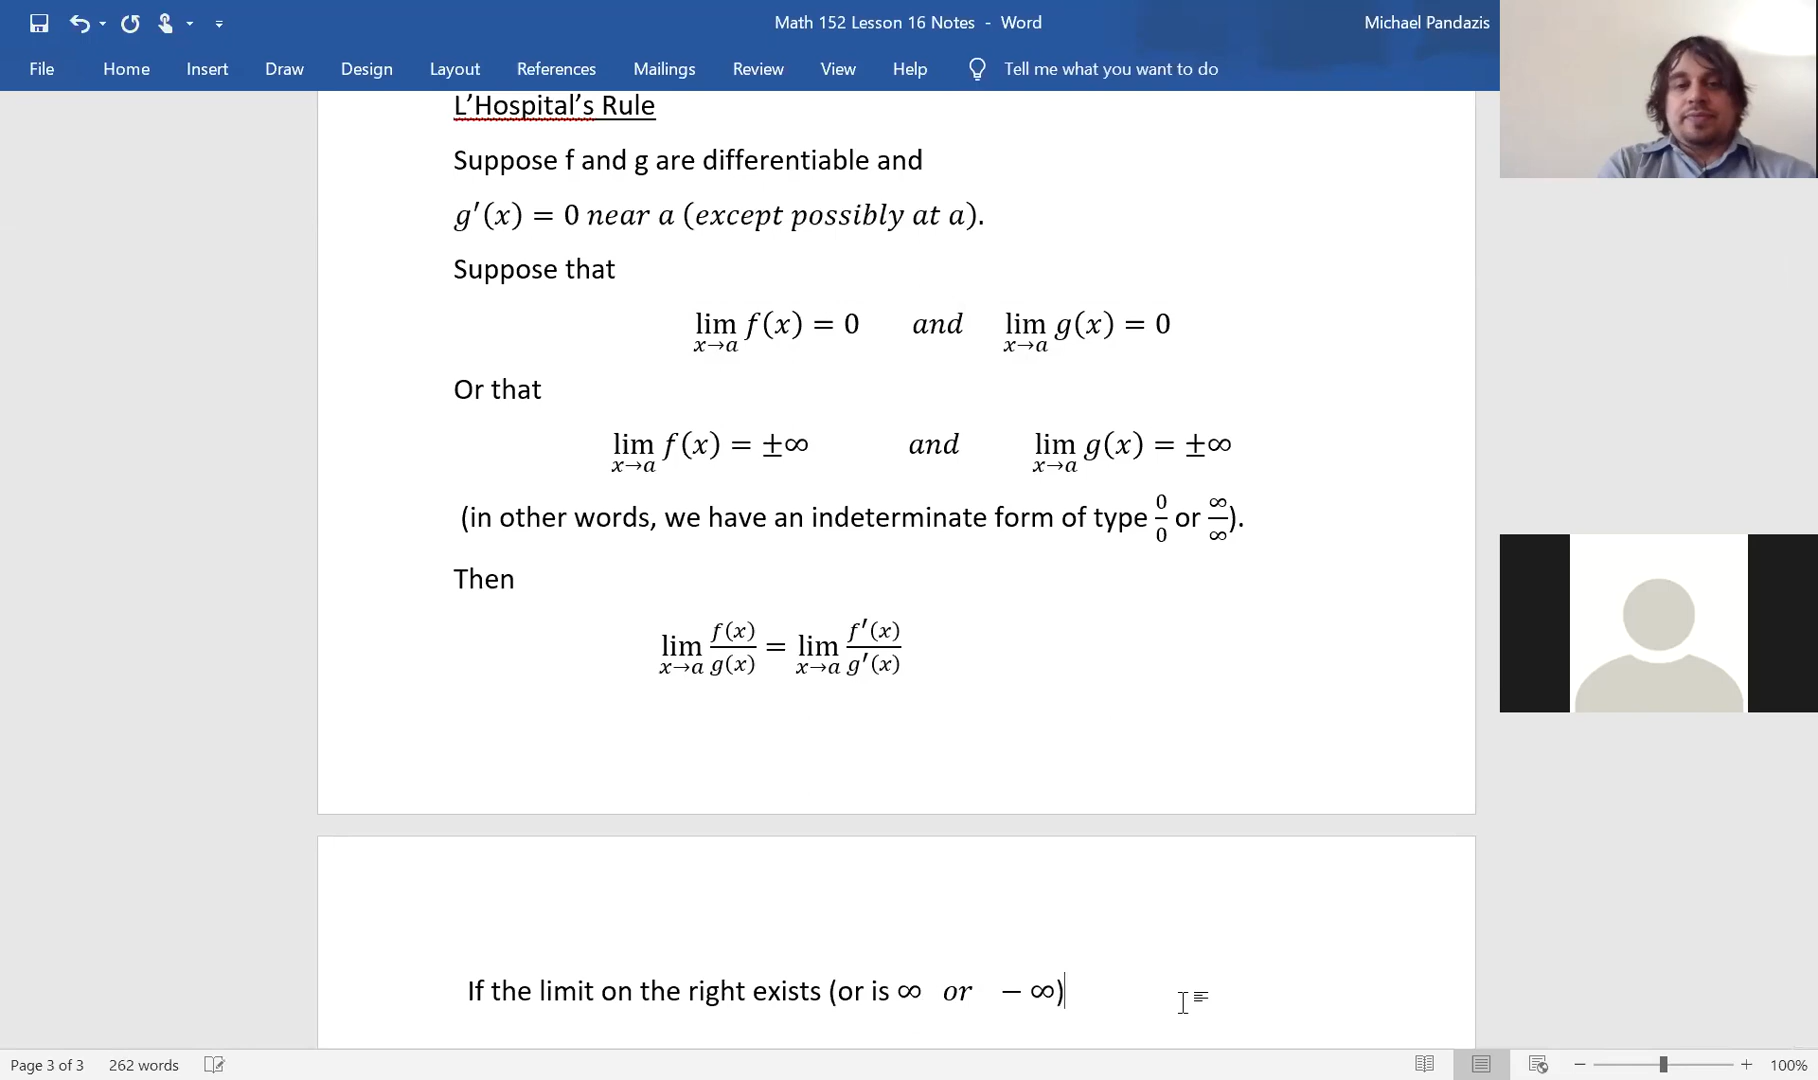 Math 152 Lesson 16 Notes - Word
Michael Pandazis
File Home Insert Draw Design Layout References Mailings Review View Help Tell me what you want to do
L’Hospital’s Rule
Suppose f and g are differentiable and
g′(x) = 0 near a (except possibly at a).
Suppose that
lim x→a f(x) = 0 and lim x→a g(x) = 0
Or that
lim x→a f(x) = ±∞ and lim x→a g(x) = ±∞
(in other words, we have an indeterminate form of type 0/0 or ∞/∞).
Then
lim x→a f(x)/g(x) = lim x→a f′(x)/g′(x)
If the limit on the right exists (or is ∞ or − ∞)
Page 3 of 3 262 words 100%